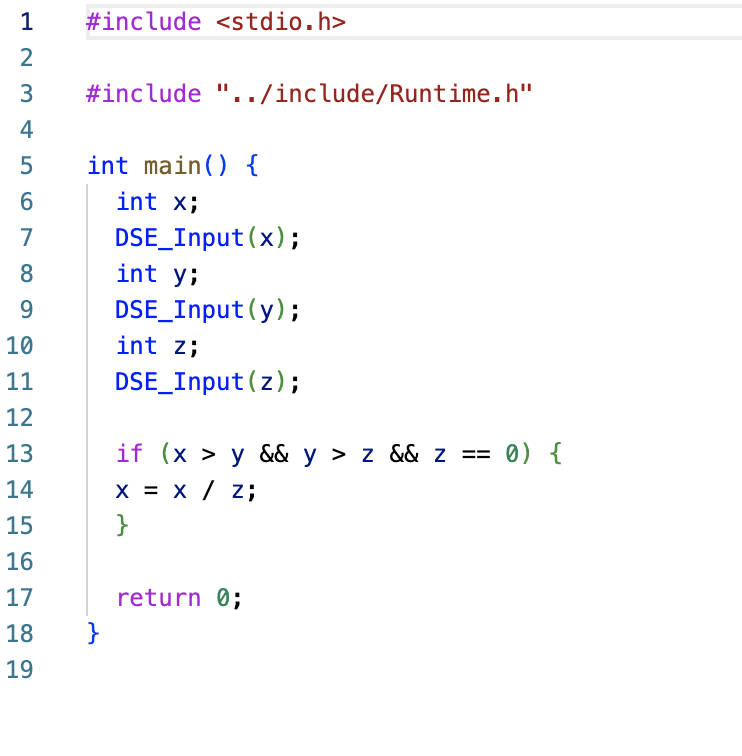 1 #include <stdio.h>
2
3 #include "../include/Runtime.h"
4
5 int main() {
6   int x;
7   DSE_Input(x);
8   int y;
9   DSE_Input(y);
10   int z;
11   DSE_Input(z);
12
13   if (x > y && y > z && z == 0) {
14   x = x / z;
15   }
16
17   return 0;
18 }
19